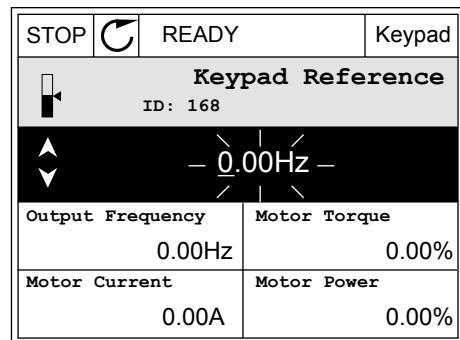 STOP READY Keypad
Keypad Reference
ID: 168
0.00Hz
Output Frequency Motor Torque
0.00Hz 0.00%
Motor Current Motor Power
0.00A 0.00%